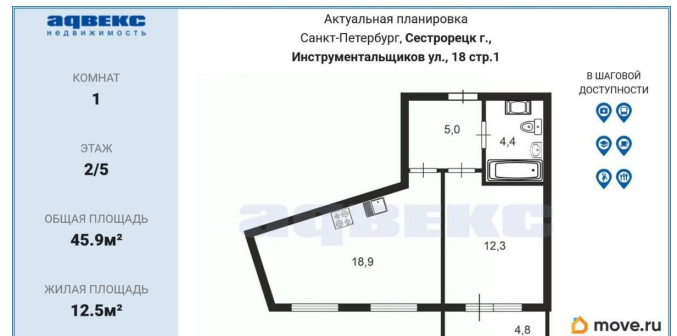 адвекс
НЕДВИЖИМОСТЬ
КОМНАТ
1
ЭТАЖ
2/5
ОБЩАЯ ПЛОЩАДЬ
45.9м²
ЖИЛАЯ ПЛОЩАДЬ
12.5м²
Актуальная планировка
Санкт-Петербург, Сестрорецк г.,
Инструментальщиков ул., 18 стр.1
В ШАГОВОЙ
ДОСТУПНОСТИ
5,0
4,4
адвекс
12,3
18,9
4,8
move.ru